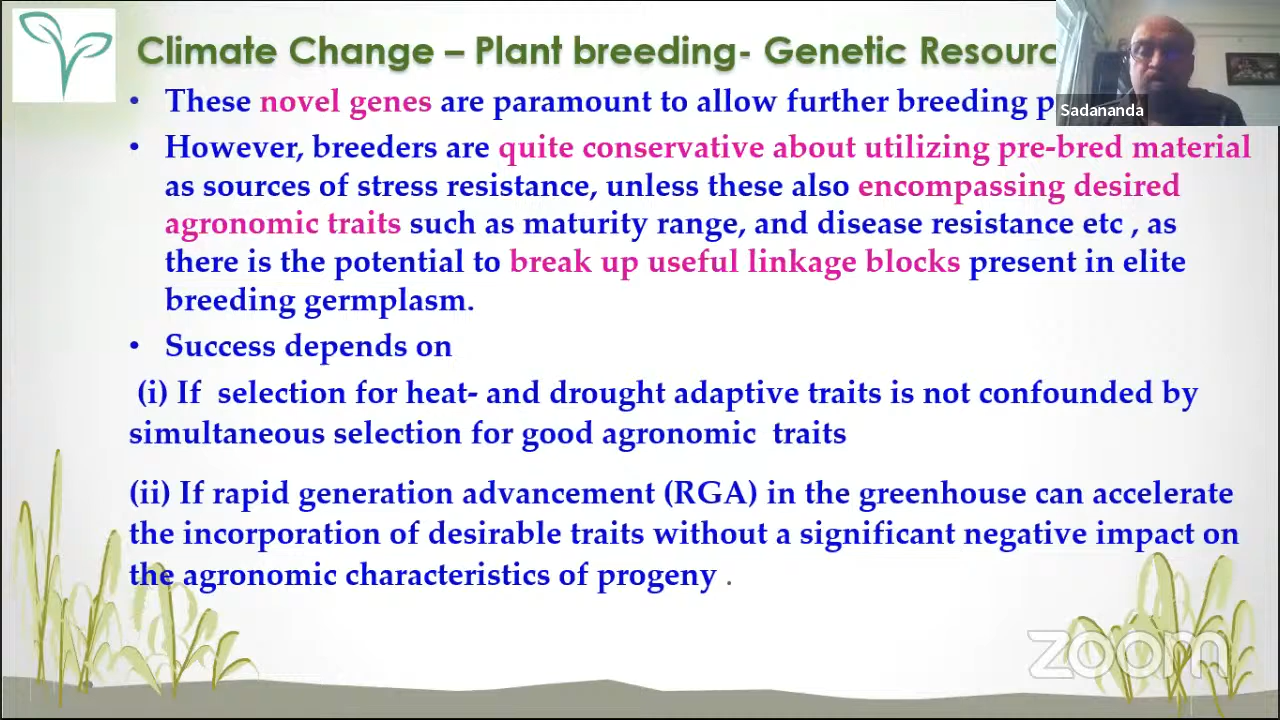 Climate Change – Plant breeding- Genetic
• These novel genes are paramount to allow further breeding
Sadananda
• However, breeders are quite conservative about utilizing pre-bred material
as sources of stress resistance, unless these also encompassing desired
agronomic traits such as maturity range, and disease resistance etc , as
there is the potential to break up useful linkage blocks present in elite
breeding germplasm.
• Success depends on
(i) If selection for heat- and drought adaptive traits is not confounded by
simultaneous selection for good agronomic traits
(ii) If rapid generation advancement (RGA) in the greenhouse can accelerate
the incorporation of desirable traits without a significant negative impact on
the agronomic characteristics of progeny .
zoom